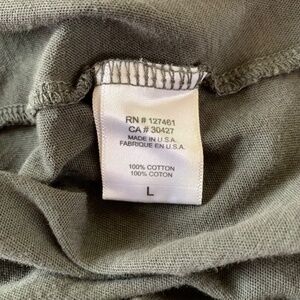 RN # 127461
CA # 30427
MADE IN U.S.A.
FABRIQUE EN U.S.A.
100% COTTON
100% COTON
L